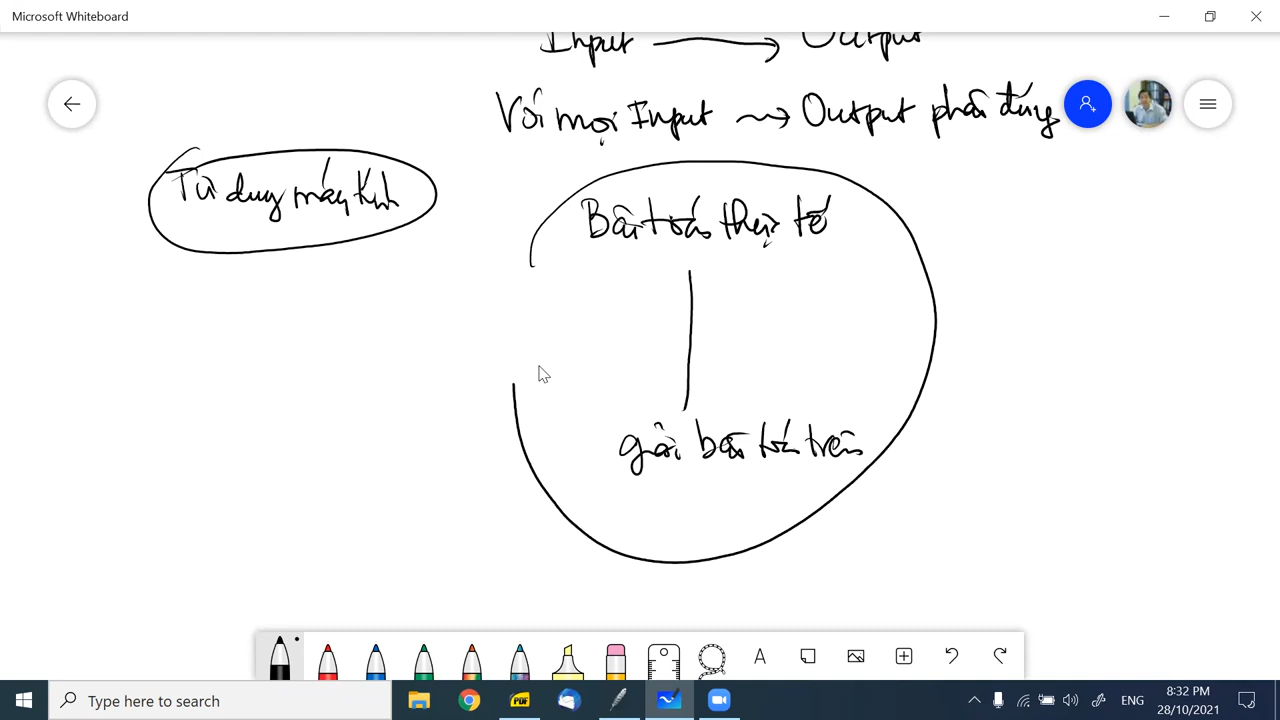 Microsoft Whiteboard
Input → Output
Với mọi Input ⇝ Output phải đúng
Tư duy máy tính
Bài toán thực tế
giải bài toán trên
A
Type here to search
PDF
ENG
8:32 PM
28/10/2021